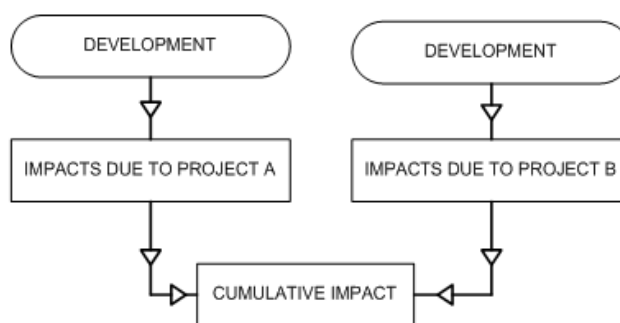 DEVELOPMENT
DEVELOPMENT
IMPACTS DUE TO PROJECT A
IMPACTS DUE TO PROJECT B
CUMULATIVE IMPACT